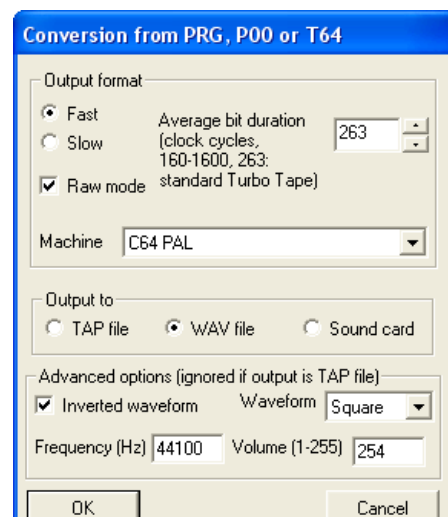 Conversion from PRG, P00 or T64
Output format
Fast
Slow
Raw mode
Average bit duration
(clock cycles,
160-1600, 263:
standard Turbo Tape)
263
Machine
C64 PAL
Output to
TAP file
WAV file
Sound card
Advanced options (ignored if output is TAP file)
Inverted waveform
Waveform
Square
Frequency (Hz)
44100
Volume (1-255)
254
OK
Cancel